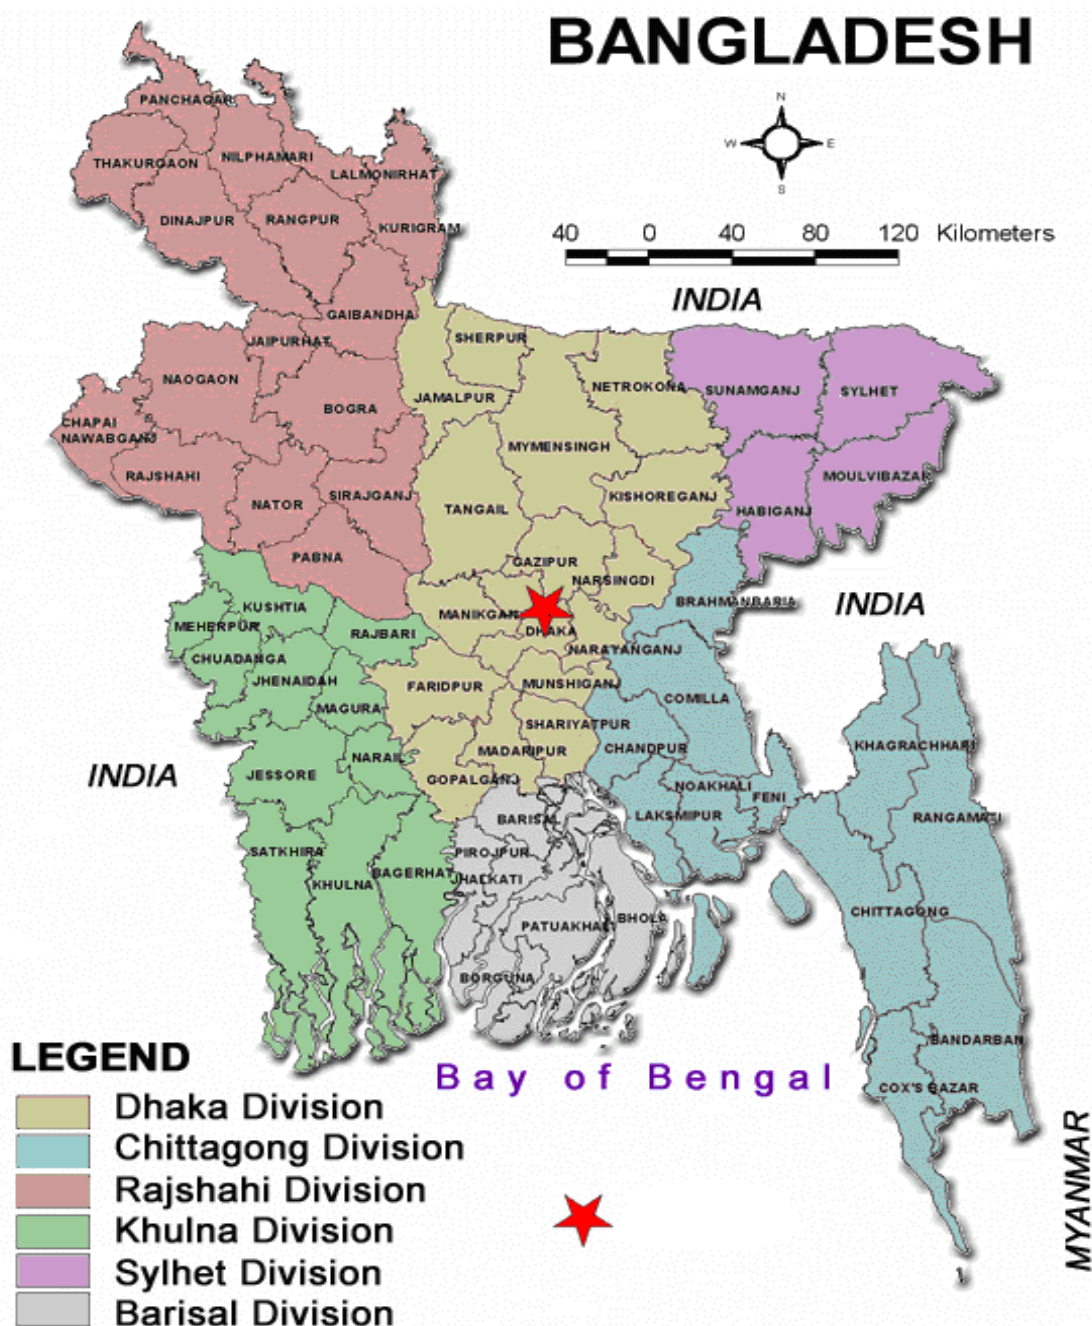 BANGLADESH
N
W E
S
40 0 40 80 120 Kilometers
PANCHAGAR
THAKURGAON
NILPHAMARI
LALMONIRHAT
DINAJPUR
RANGPUR
KURIGRAM
INDIA
GAIBANDHA
JAIPURHAT
SHERPUR
NAOGAON
NETROKONA
SUNAMGANJ
SYLHET
JAMALPUR
BOGRA
CHAPAI
NAWABGANJ
MYMENSINGH
RAJSHAHI
MOULVIBAZAR
NATOR
SIRAJGANJ
TANGAIL
KISHOREGANJ
HABIGANJ
PABNA
GAZIPUR
NARSINGDI
KUSHTIA
MANIKGANJ
BRAHMANBARIA
INDIA
MEHERPUR
RAJBARI
DHAKA
CHUADANGA
NARAYANGANJ
JHENAIDAH
FARIDPUR
MUNSHIGANJ
COMILLA
MAGURA
SHARIYATPUR
CHANDPUR
KHAGRACHHARI
NARAIL
MADARIPUR
INDIA
JESSORE
GOPALGANJ
NOAKHALI
FENI
BARISAL
LAKSMIPUR
RANGAMATI
SATKHIRA
PIROJPUR
BAGERHAT
JHALKATI
KHULNA
CHITTAGONG
PATUAKHALI
BHOLA
BORGUNA
BANDARBAN
COX'S BAZAR
Bay of Bengal
MYANMAR
LEGEND
Dhaka Division
Chittagong Division
Rajshahi Division
Khulna Division
Sylhet Division
Barisal Division